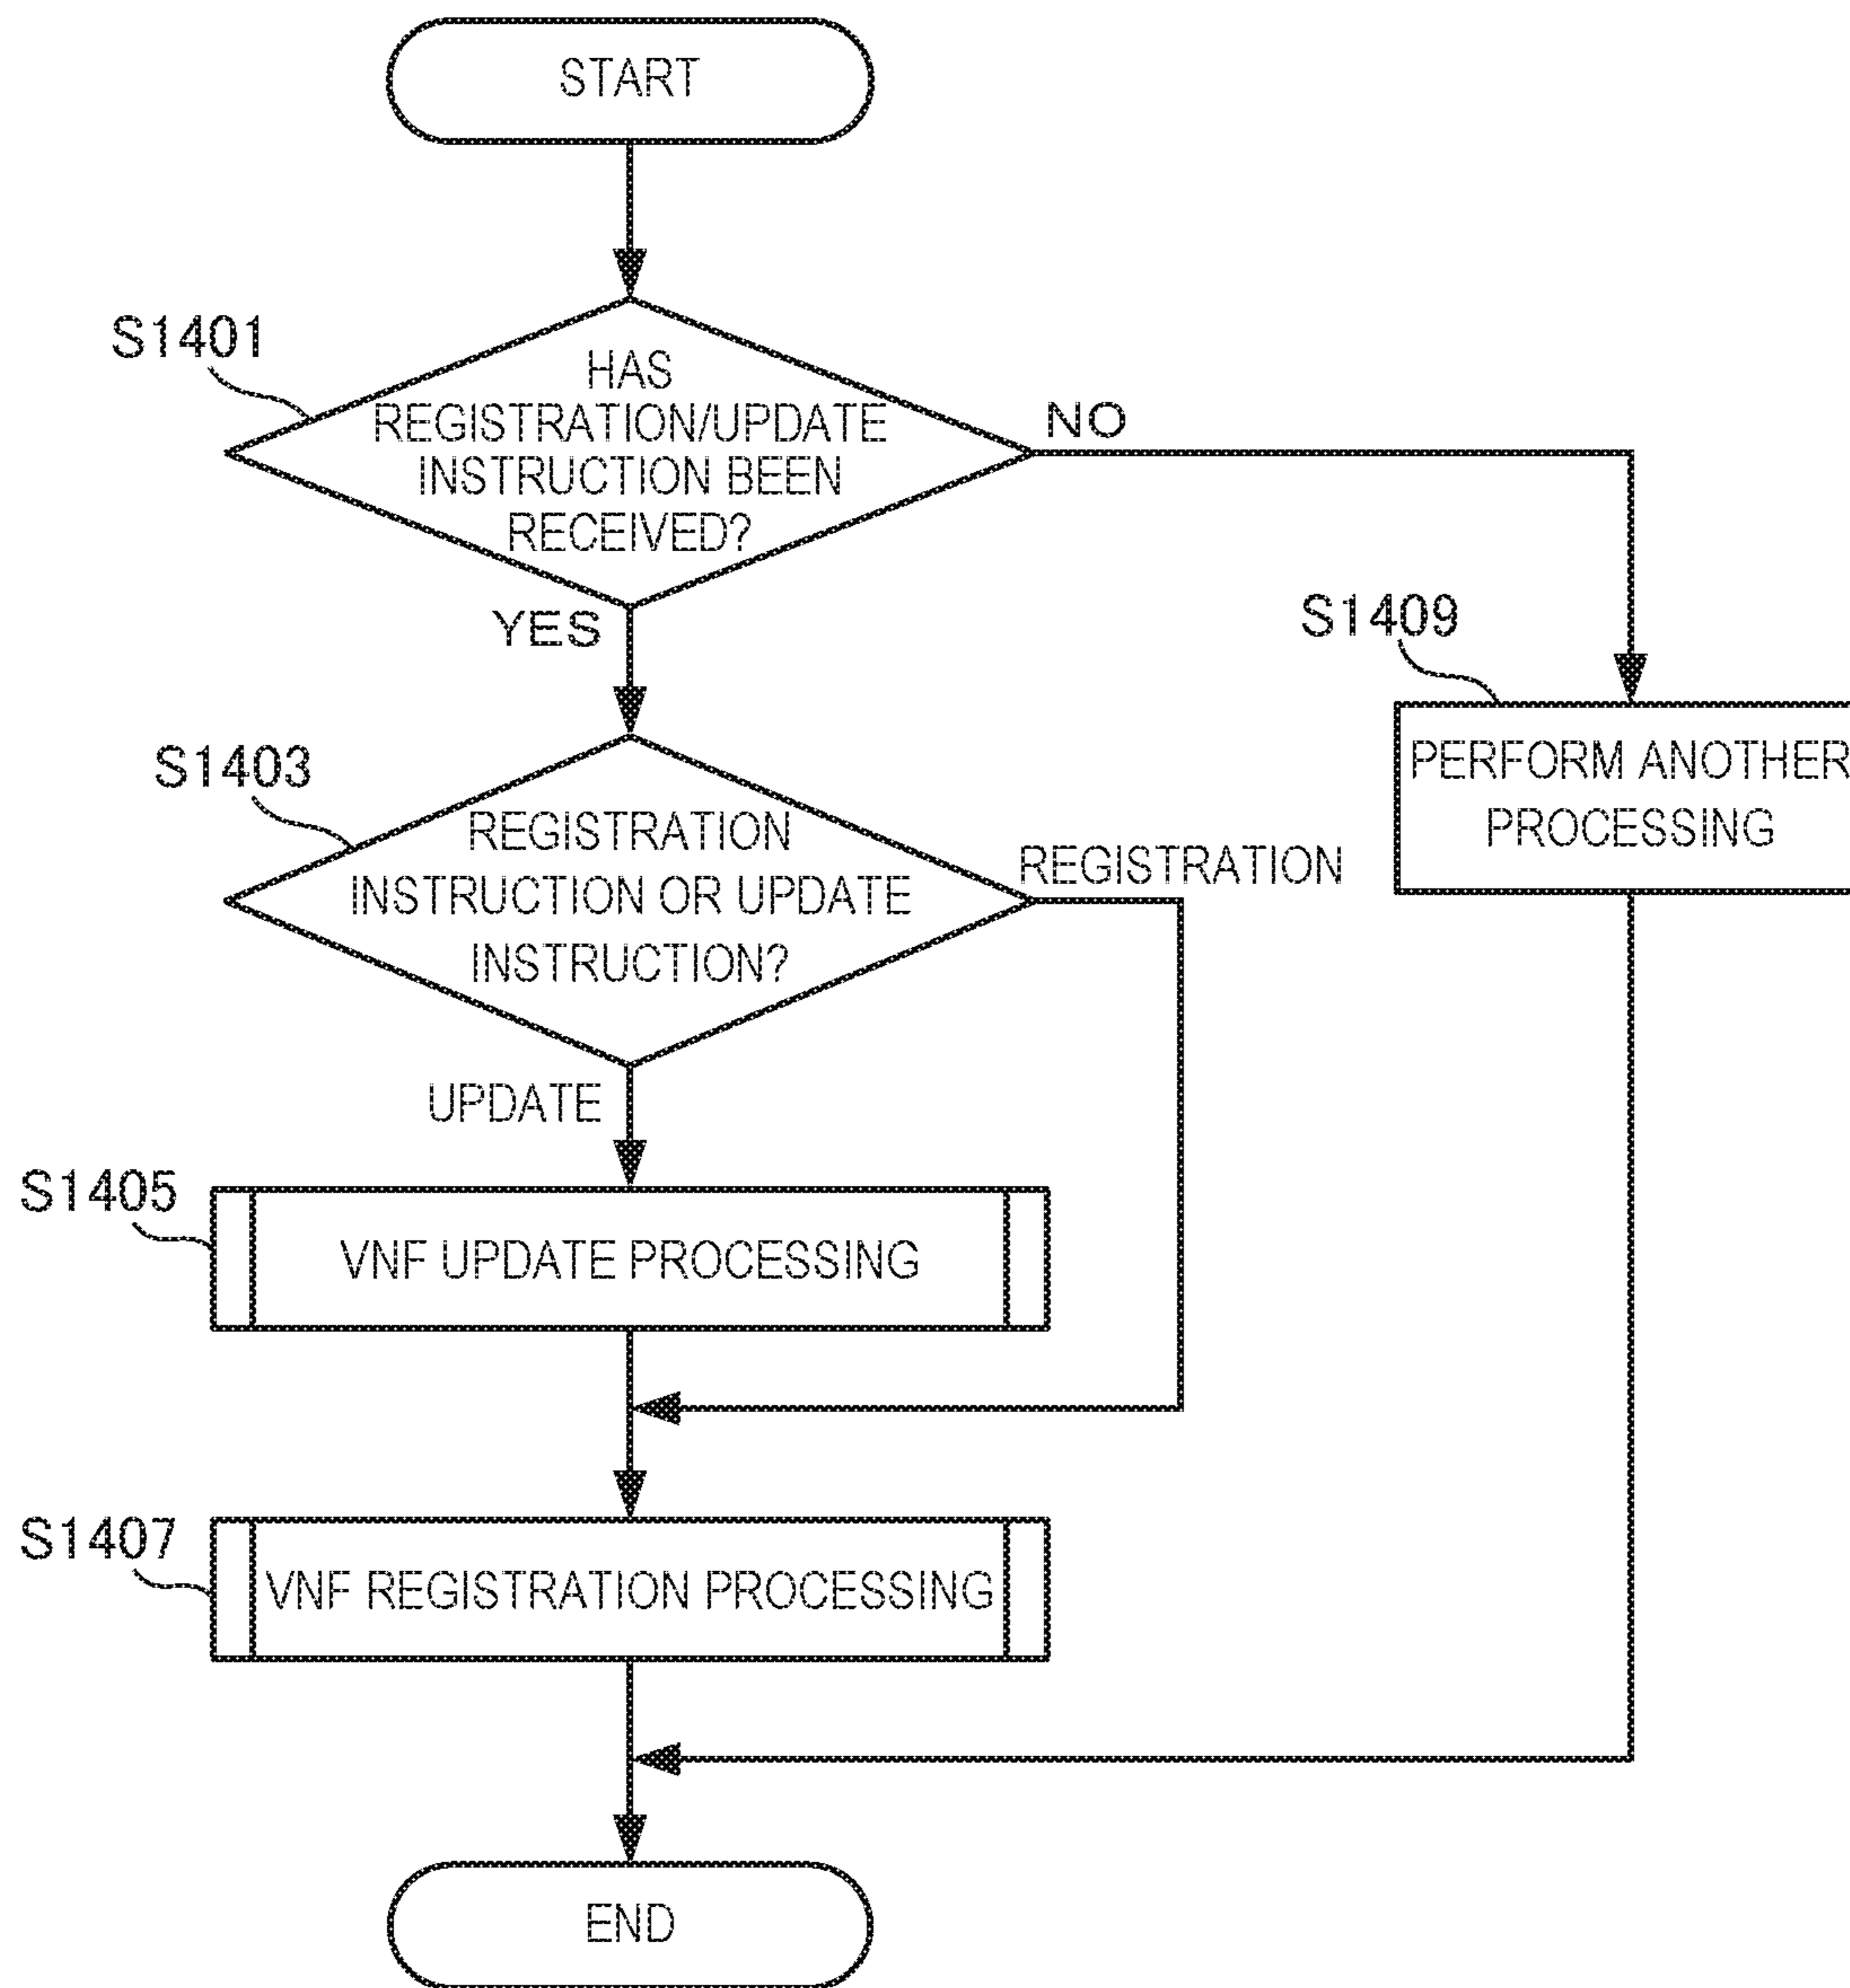 START
S1401
HAS
REGISTRATION/UPDATE
INSTRUCTION BEEN
RECEIVED?
NO
YES
S1409
PERFORM ANOTHER
PROCESSING
S1403
REGISTRATION
INSTRUCTION OR UPDATE
INSTRUCTION?
REGISTRATION
UPDATE
S1405
VNF UPDATE PROCESSING
S1407
VNF REGISTRATION PROCESSING
END